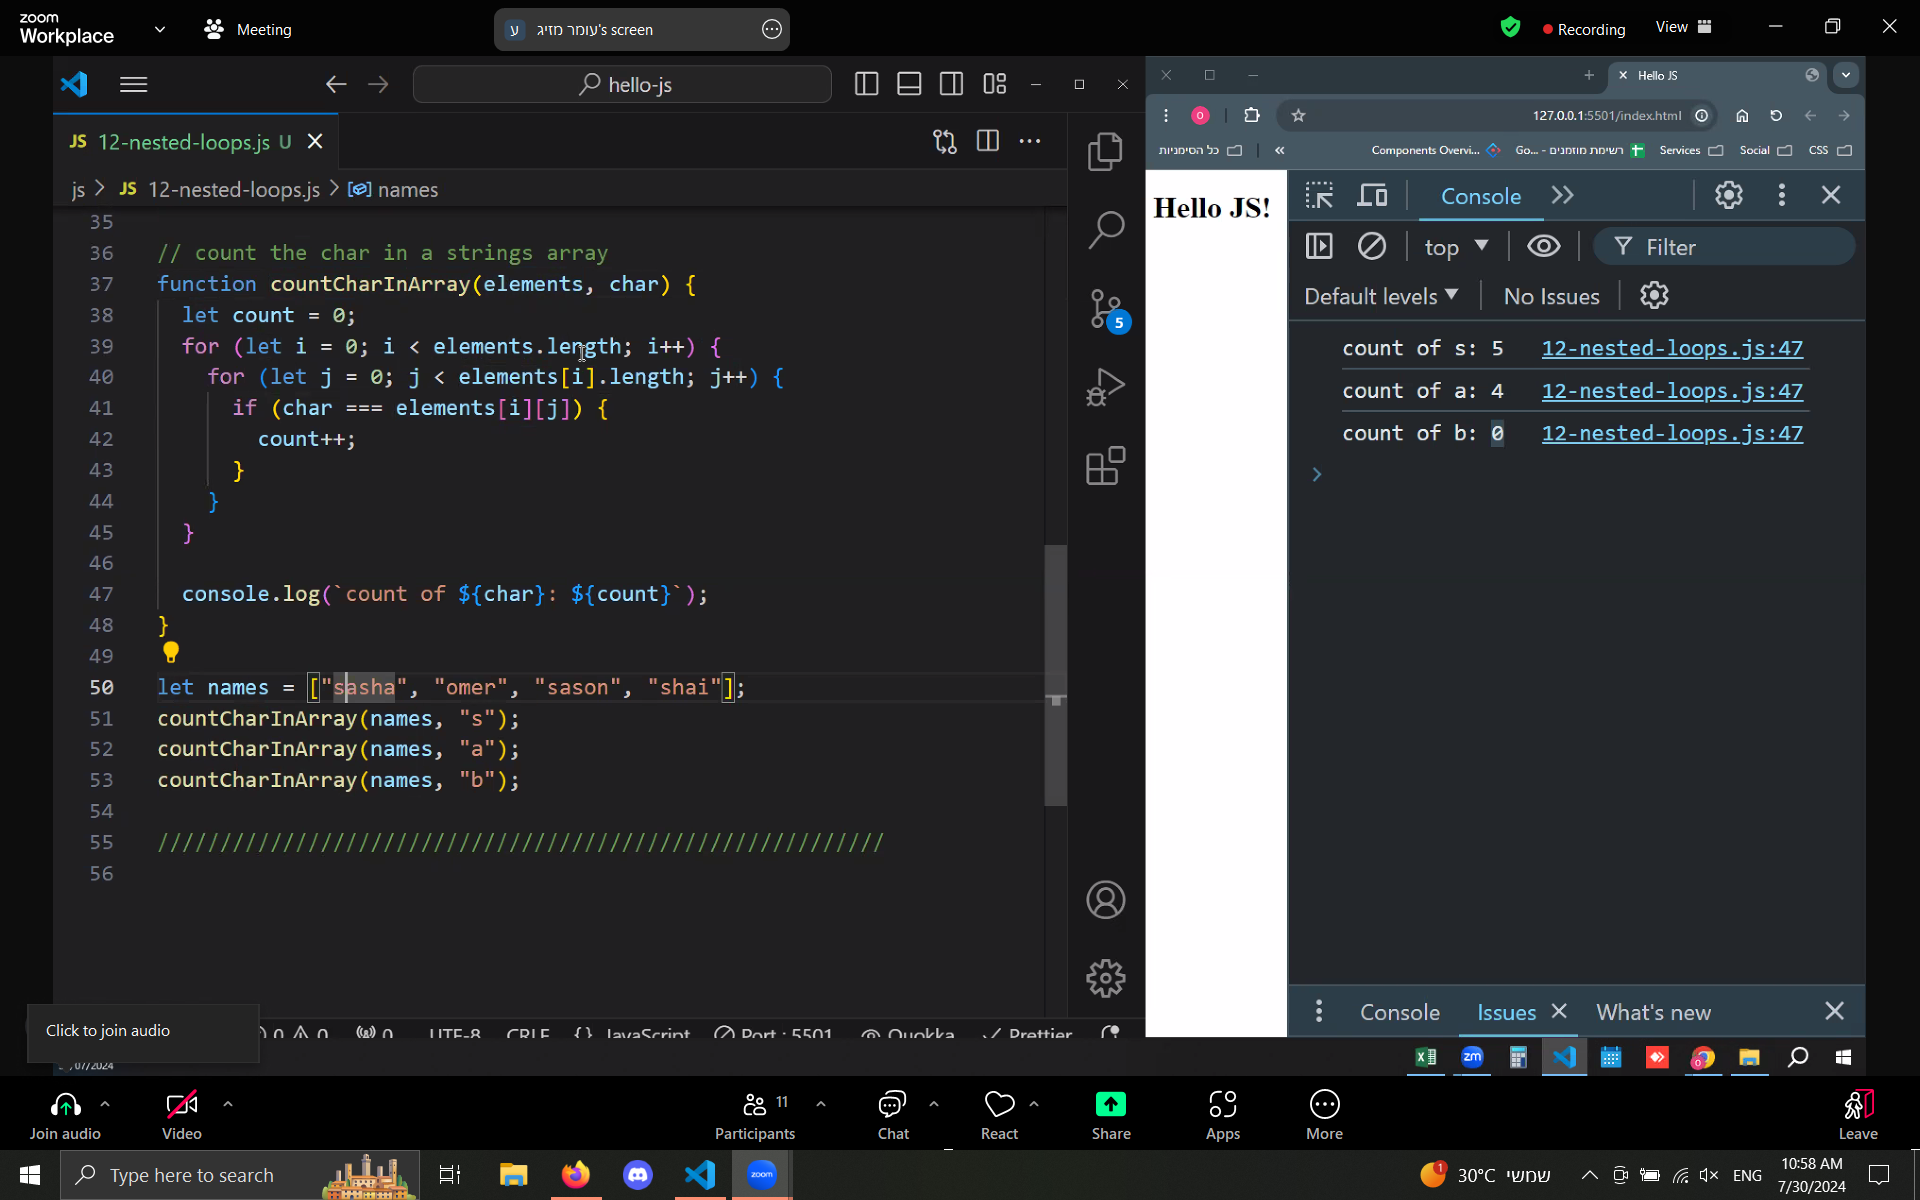 zoom
Workplace
Meeting
ע
עומר מזיג's screen
Recording
View
hello-js
JS 12-nested-loops.js U
js > JS 12-nested-loops.js > names
35
36 // count the char in a strings array
37 function countCharInArray(elements, char) {
38 let count = 0;
39 for (let i = 0; i < elements.length; i++) {
40 for (let j = 0; j < elements[i].length; j++) {
41 if (char === elements[i][j]) {
42 count++;
43 }
44 }
45 }
46
47 console.log(`count of ${char}: ${count}`);
48 }
49
50 let names = ["sasha", "omer", "sason", "shai"];
51 countCharInArray(names, "s");
52 countCharInArray(names, "a");
53 countCharInArray(names, "b");
54
55 //////////////////////////////////////////////////////////
56
5
0 0 0 UTF-8 CRLF {} JavaScript Port : 5501 Quokka Prettier
Click to join audio
Hello JS
O
127.0.0.1:5501/index.html
כל הסימניות
Components Overvi...
רשימת מוזמנים - Go...
Services
Social
CSS
Hello JS!
Console
top
Filter
Default levels
No Issues
count of s: 5 12-nested-loops.js:47
count of a: 4 12-nested-loops.js:47
count of b: 0 12-nested-loops.js:47
Console
Issues
What's new
zm
Join audio
Video
11
Participants
Chat
React
Share
Apps
More
Leave
Type here to search
zoom
1
30°C שמשי
ENG
10:58 AM
7/30/2024